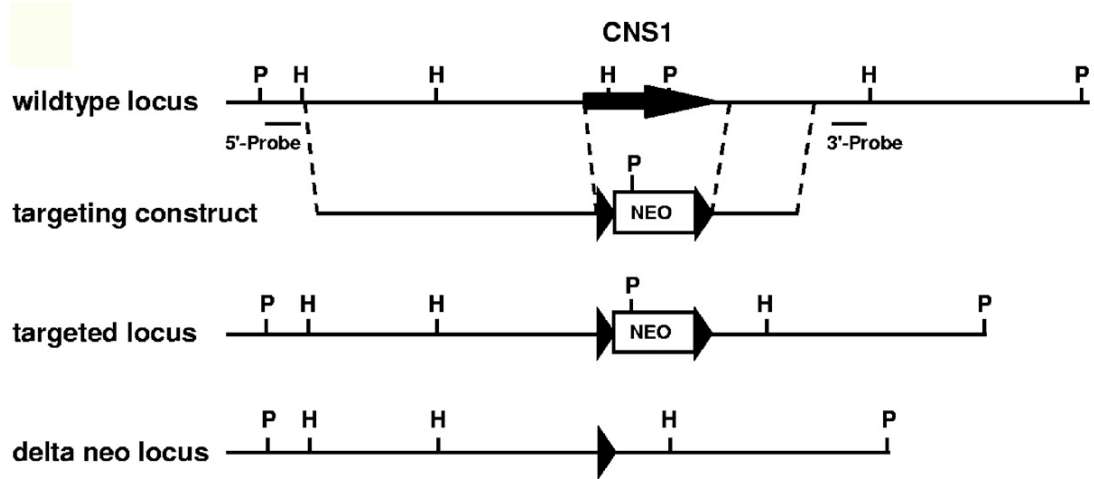 CNS1
P H H H P H P
wildtype locus
5'-Probe 3'-Probe
P
targeting construct
NEO
P H H P H P
targeted locus
NEO
P H H H P
delta neo locus